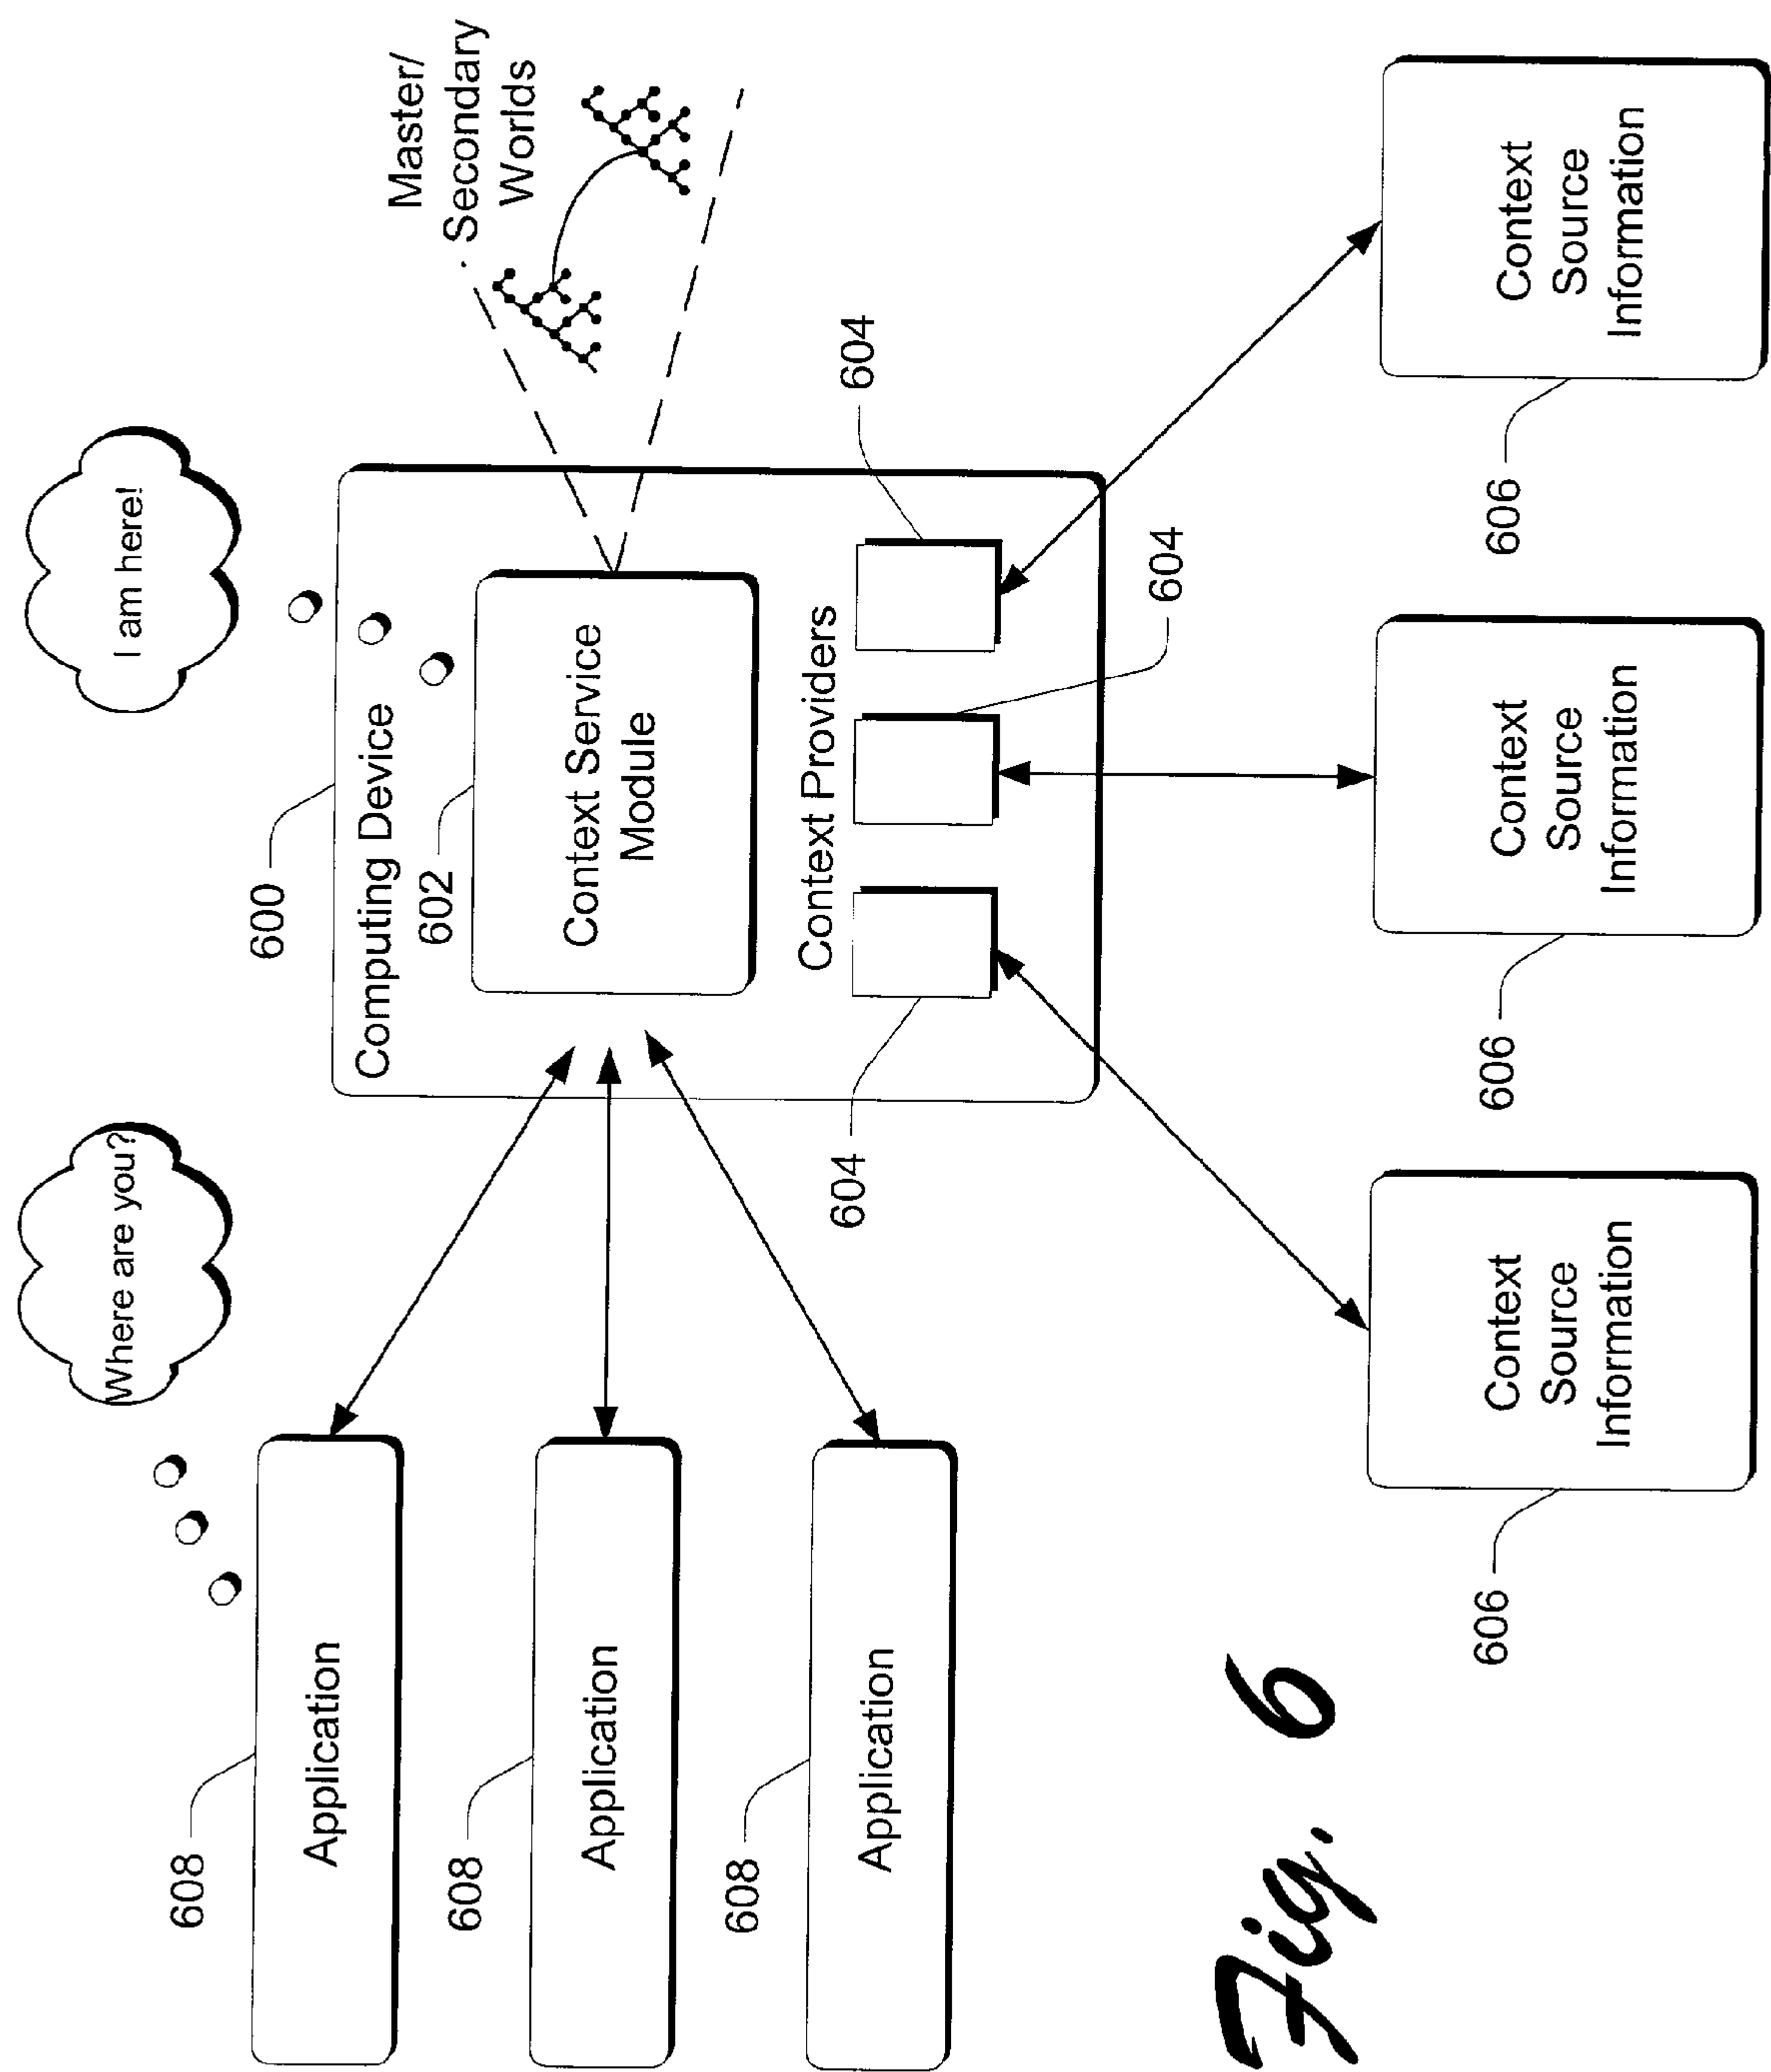 Where are you?
I am here!
608
Application
608
Application
608
Application
600
Computing Device
602
Context Service
Module
Context Providers
604
604
604
Master/
Secondary
Worlds
606
Context
Source
Information
606
Context
Source
Information
606
Context
Source
Information
Fig. 6